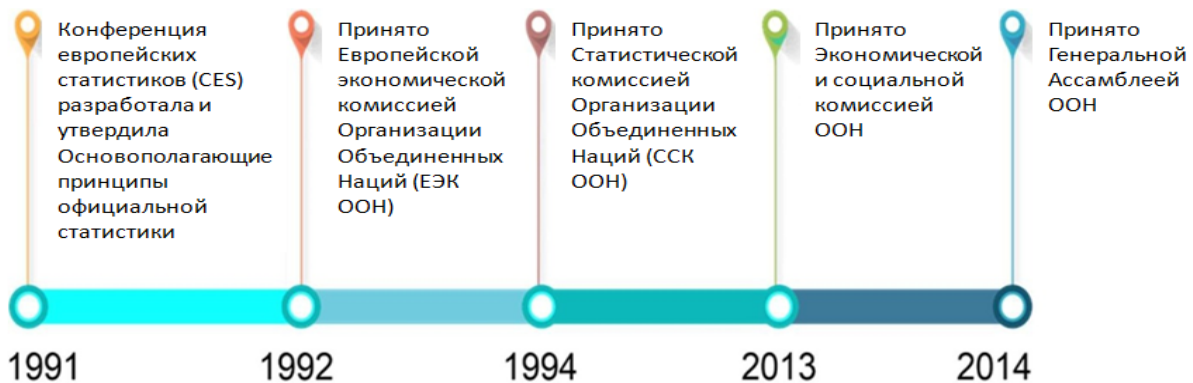 Конференция
европейских
статистиков (CES)
разработала и
утвердила
Основополагающие
принципы
официальной
статистики
Принято
Европейской
экономической
комиссией
Организации
Объединенных
Наций (ЕЭК
ООН)
Принято
Статистической
комиссией
Организации
Объединенных
Наций (ССК
ООН)
Принято
Экономической
и социальной
комиссией
ООН
Принято
Генеральной
Ассамблеей
ООН
1991
1992
1994
2013
2014